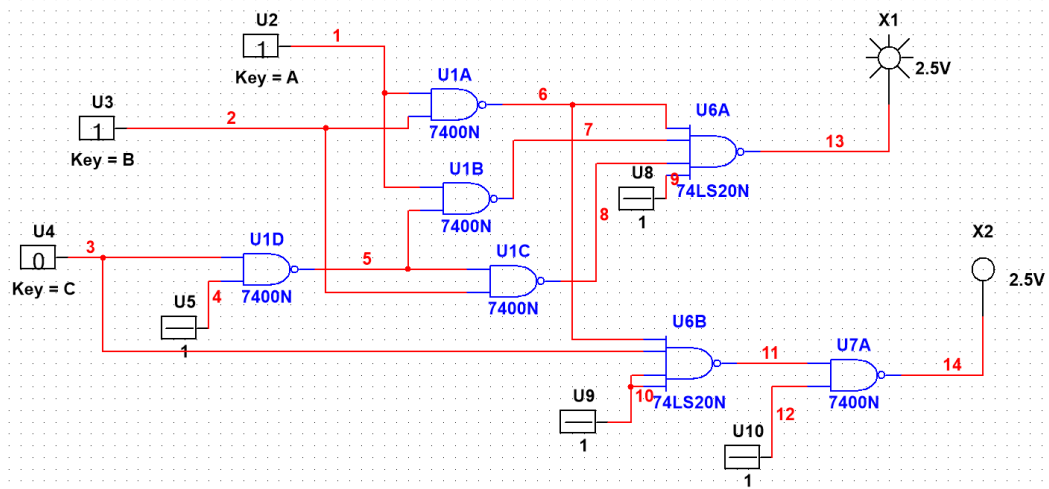 U2
1
1
Key = A
U3
1
2
Key = B
U1A
7400N
6
U1B
7400N
7
U6A
74LS20N
X1
2.5V
13
U8
9
1
8
U4
0
3
Key = C
U1D
7400N
5
U5
4
1
U1C
7400N
X2
2.5V
U6B
74LS20N
11
U7A
7400N
14
U9
10
1
12
U10
1